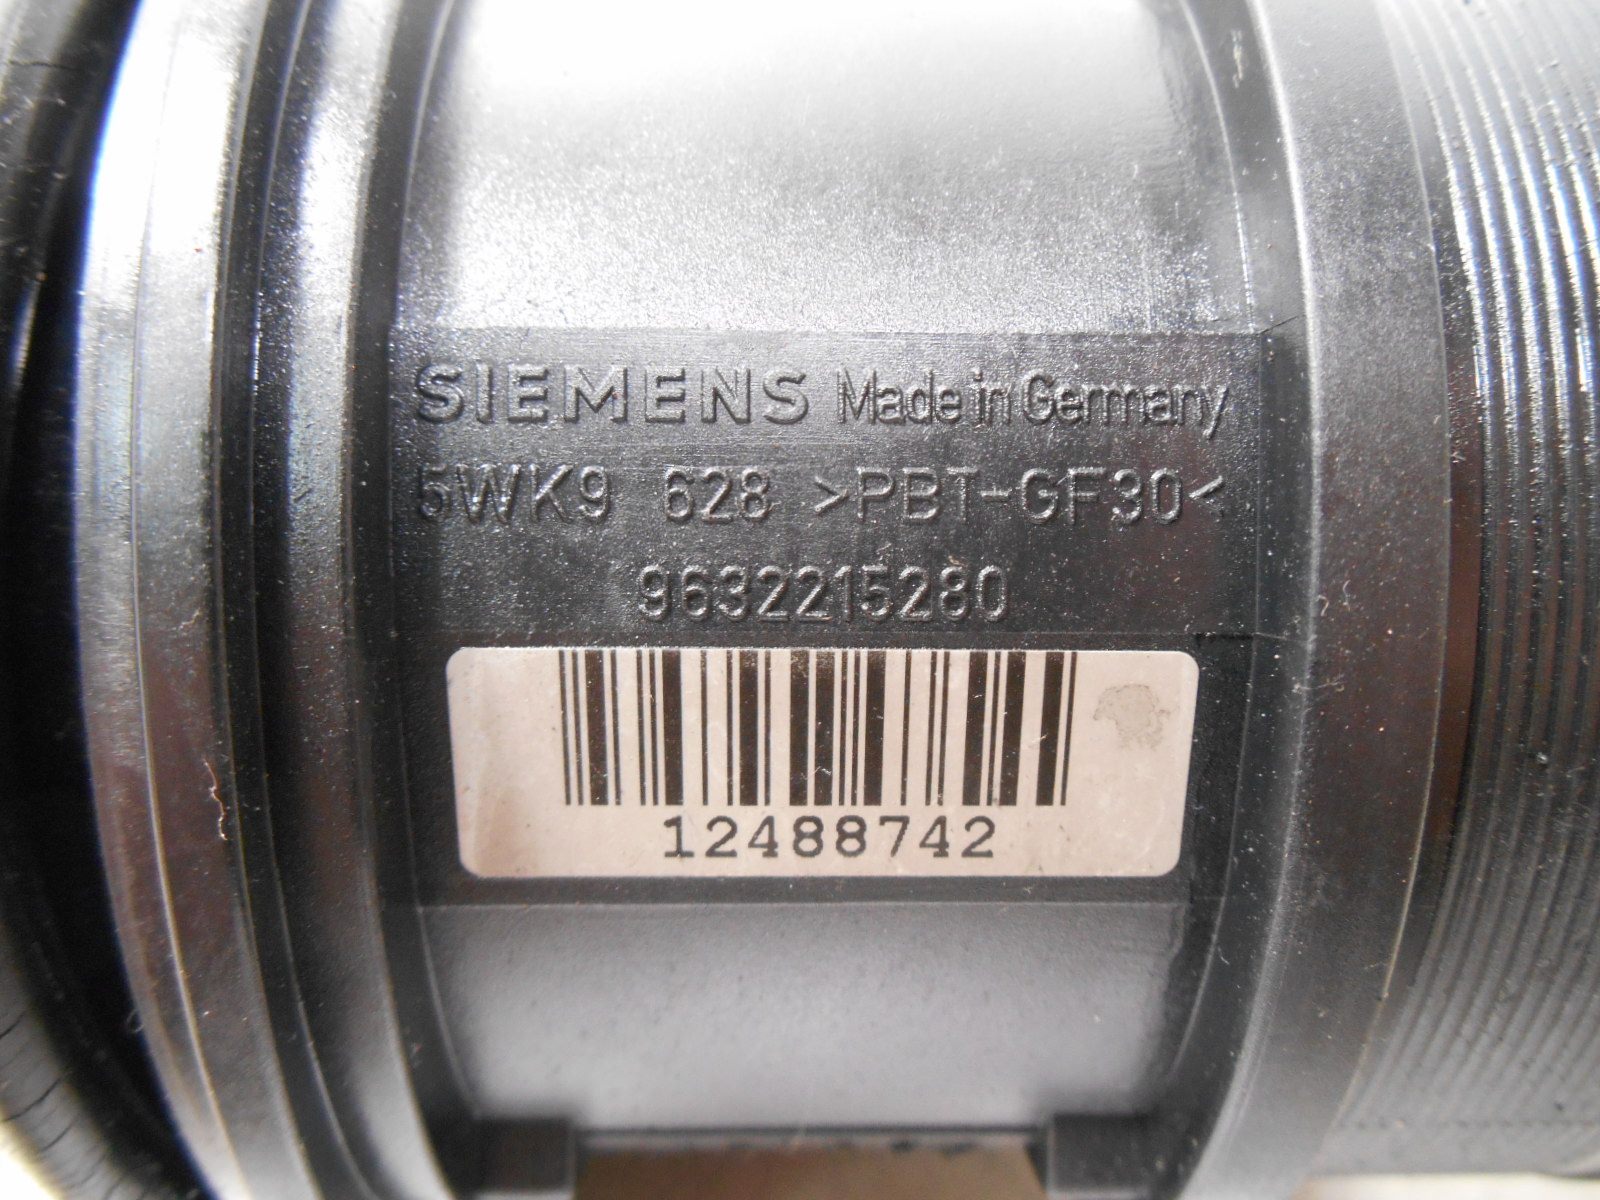 SIEMENS Made in Germany
5WK9 628 >PBT-GF30<
9632215280
12488742